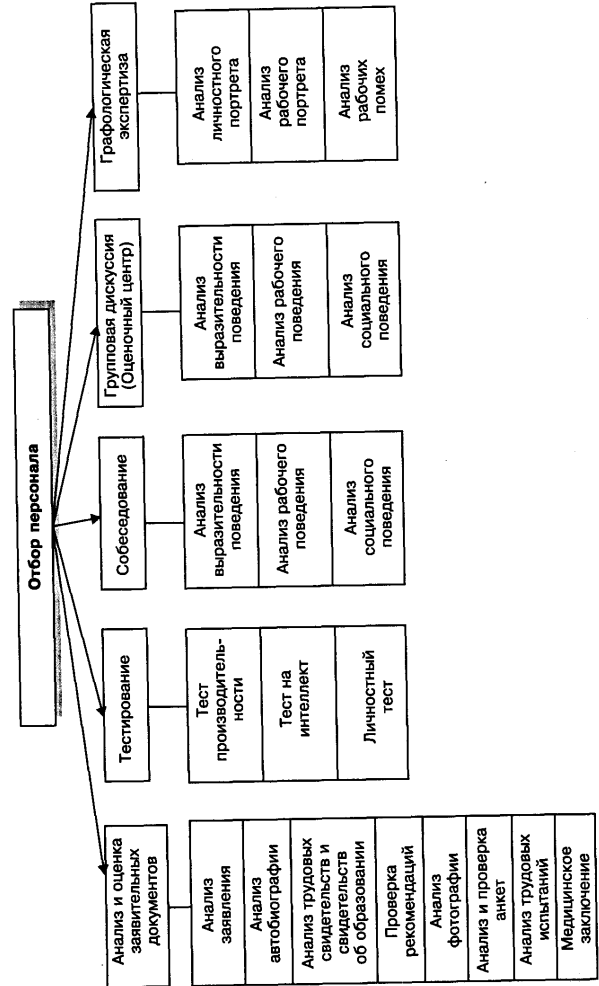 Отбор персонала
Анализ и оценка
заявительных
документов
Анализ
заявления
Анализ
автобиографии
Анализ трудовых
свидетельств и
свидетельств
об образовании
Проверка
рекомендаций
Анализ
фотографии
Анализ и проверка
анкет
Анализ трудовых
испытаний
Медицинское
заключение
Тестирование
Тест
производитель-
ности
Тест на
интеллект
Личностный
тест
Собеседование
Анализ
выразительности
поведения
Анализ рабочего
поведения
Анализ
социального
поведения
Групповая дискуссия
(Оценочный центр)
Анализ
выразительности
поведения
Анализ рабочего
поведения
Анализ
социального
поведения
Графологическая
экспертиза
Анализ
личностного
портрета
Анализ
рабочего
портрета
Анализ
рабочих
помех